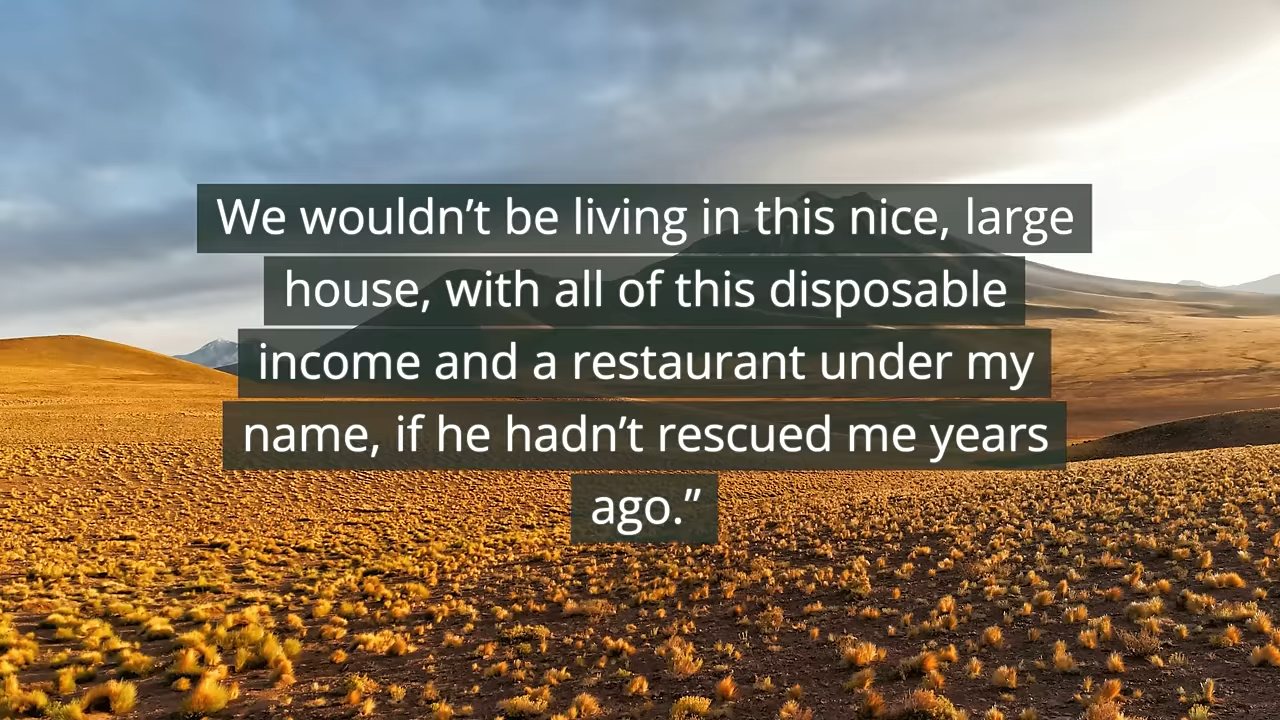 We wouldn’t be living in this nice, large
house, with all of this disposable
income and a restaurant under my
name, if he hadn’t rescued me years
ago.”